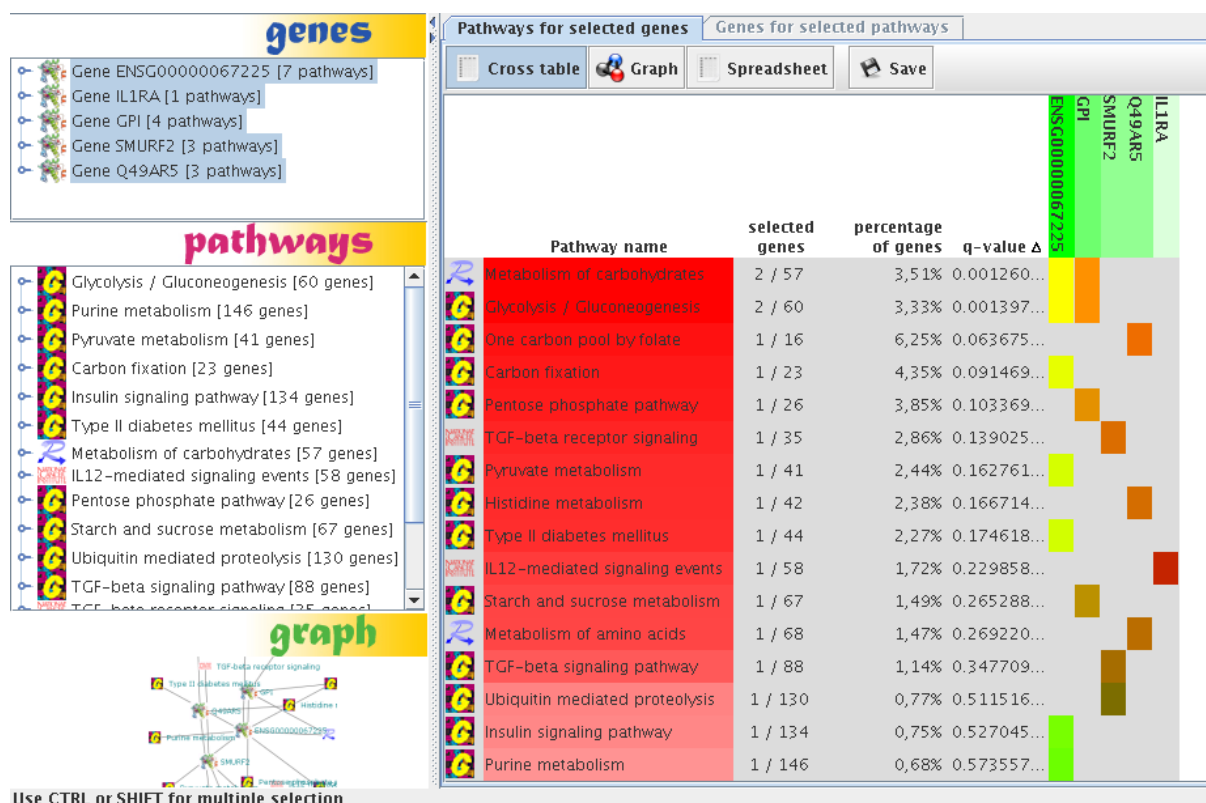 genes
Gene ENSG00000067225 [7 pathways]
Gene IL1RA [1 pathways]
Gene GPI [4 pathways]
Gene SMURF2 [3 pathways]
Gene Q49AR5 [3 pathways]
pathways
Glycolysis / Gluconeogenesis [60 genes]
Purine metabolism [146 genes]
Pyruvate metabolism [41 genes]
Carbon fixation [23 genes]
Insulin signaling pathway [134 genes]
Type II diabetes mellitus [44 genes]
Metabolism of carbohydrates [57 genes]
IL12-mediated signaling events [58 genes]
Pentose phosphate pathway [26 genes]
Starch and sucrose metabolism [67 genes]
Ubiquitin mediated proteolysis [130 genes]
TGF-beta signaling pathway [88 genes]
TGF-beta receptor signaling [35 genes]
graph
TGF-beta receptor signaling
Type II diabetes mellitus
GPI
Q49AR5
Histidine
ENSG00000067225
Purine metabolism
SMURF2
Use CTRL or SHIFT for multiple selection
Pathways for selected genes Genes for selected pathways
Cross table Graph Spreadsheet Save
ENSG00000067225 GPI SMURF2 Q49AR5 IL1RA
Pathway name selected genes percentage of genes q-value Δ
Metabolism of carbohydrates 2 / 57 3,51% 0.001260...
Glycolysis / Gluconeogenesis 2 / 60 3,33% 0.001397...
One carbon pool by folate 1 / 16 6,25% 0.063675...
Carbon fixation 1 / 23 4,35% 0.091469...
Pentose phosphate pathway 1 / 26 3,85% 0.103369...
TGF-beta receptor signaling 1 / 35 2,86% 0.139025...
Pyruvate metabolism 1 / 41 2,44% 0.162761...
Histidine metabolism 1 / 42 2,38% 0.166714...
Type II diabetes mellitus 1 / 44 2,27% 0.174618...
IL12-mediated signaling events 1 / 58 1,72% 0.229858...
Starch and sucrose metabolism 1 / 67 1,49% 0.265288...
Metabolism of amino acids 1 / 68 1,47% 0.269220...
TGF-beta signaling pathway 1 / 88 1,14% 0.347709...
Ubiquitin mediated proteolysis 1 / 130 0,77% 0.511516...
Insulin signaling pathway 1 / 134 0,75% 0.527045...
Purine metabolism 1 / 146 0,68% 0.573557...